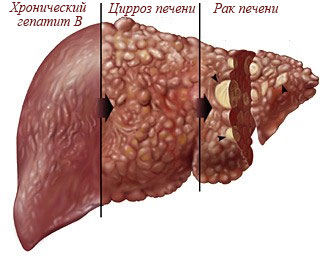 Хронический
гепатит В
Цирроз печени
Рак печени